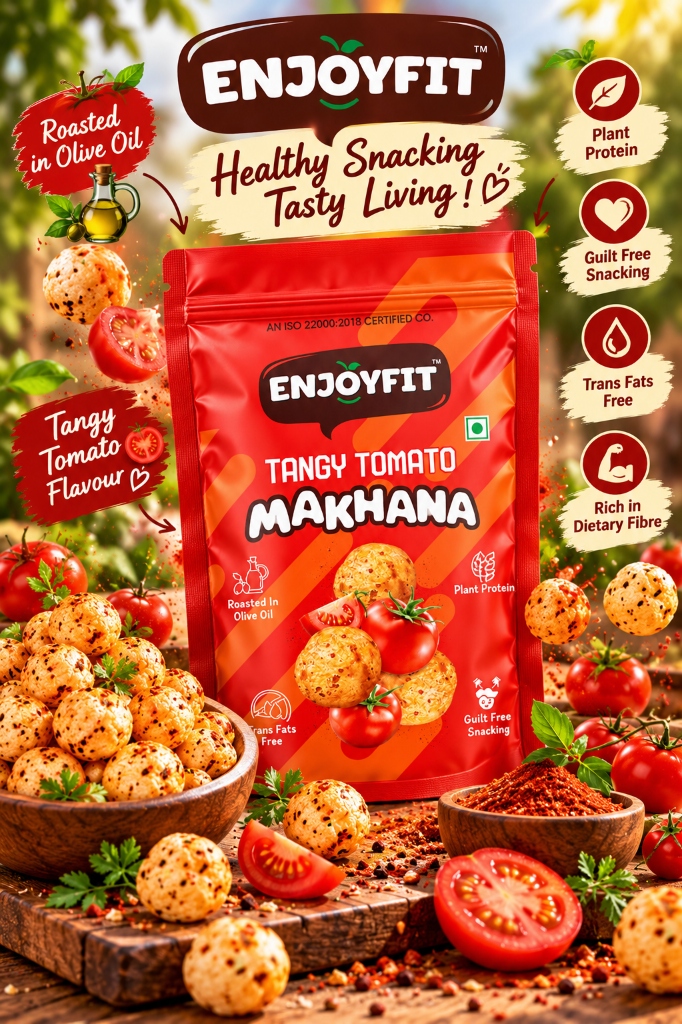 ENJOYFIT™
Healthy Snacking
Tasty Living!
Roasted
in Olive Oil
Plant
Protein
Guilt Free
Snacking
Trans Fats
Free
Rich in
Dietary Fibre
Tangy
Tomato
Flavour
AN ISO 22000:2018 CERTIFIED CO.
ENJOYFIT™
TANGY TOMATO
MAKHANA
Roasted In
Olive Oil
Plant Protein
Trans Fats
Free
Guilt Free
Snacking